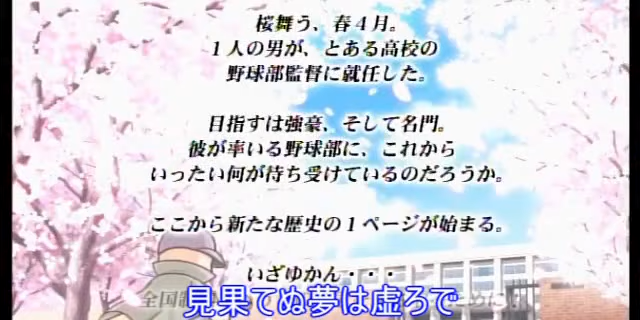 桜舞う、春４月。
１人の男が、とある高校の
野球部監督に就任した。
目指すは強豪、そして名門。
彼が率いる野球部に、これから
いったい何が待ち受けているのだろうか。
ここから新たな歴史の１ページが始まる。
いざゆかん・・・
全国制
見果てぬ夢は虚ろで